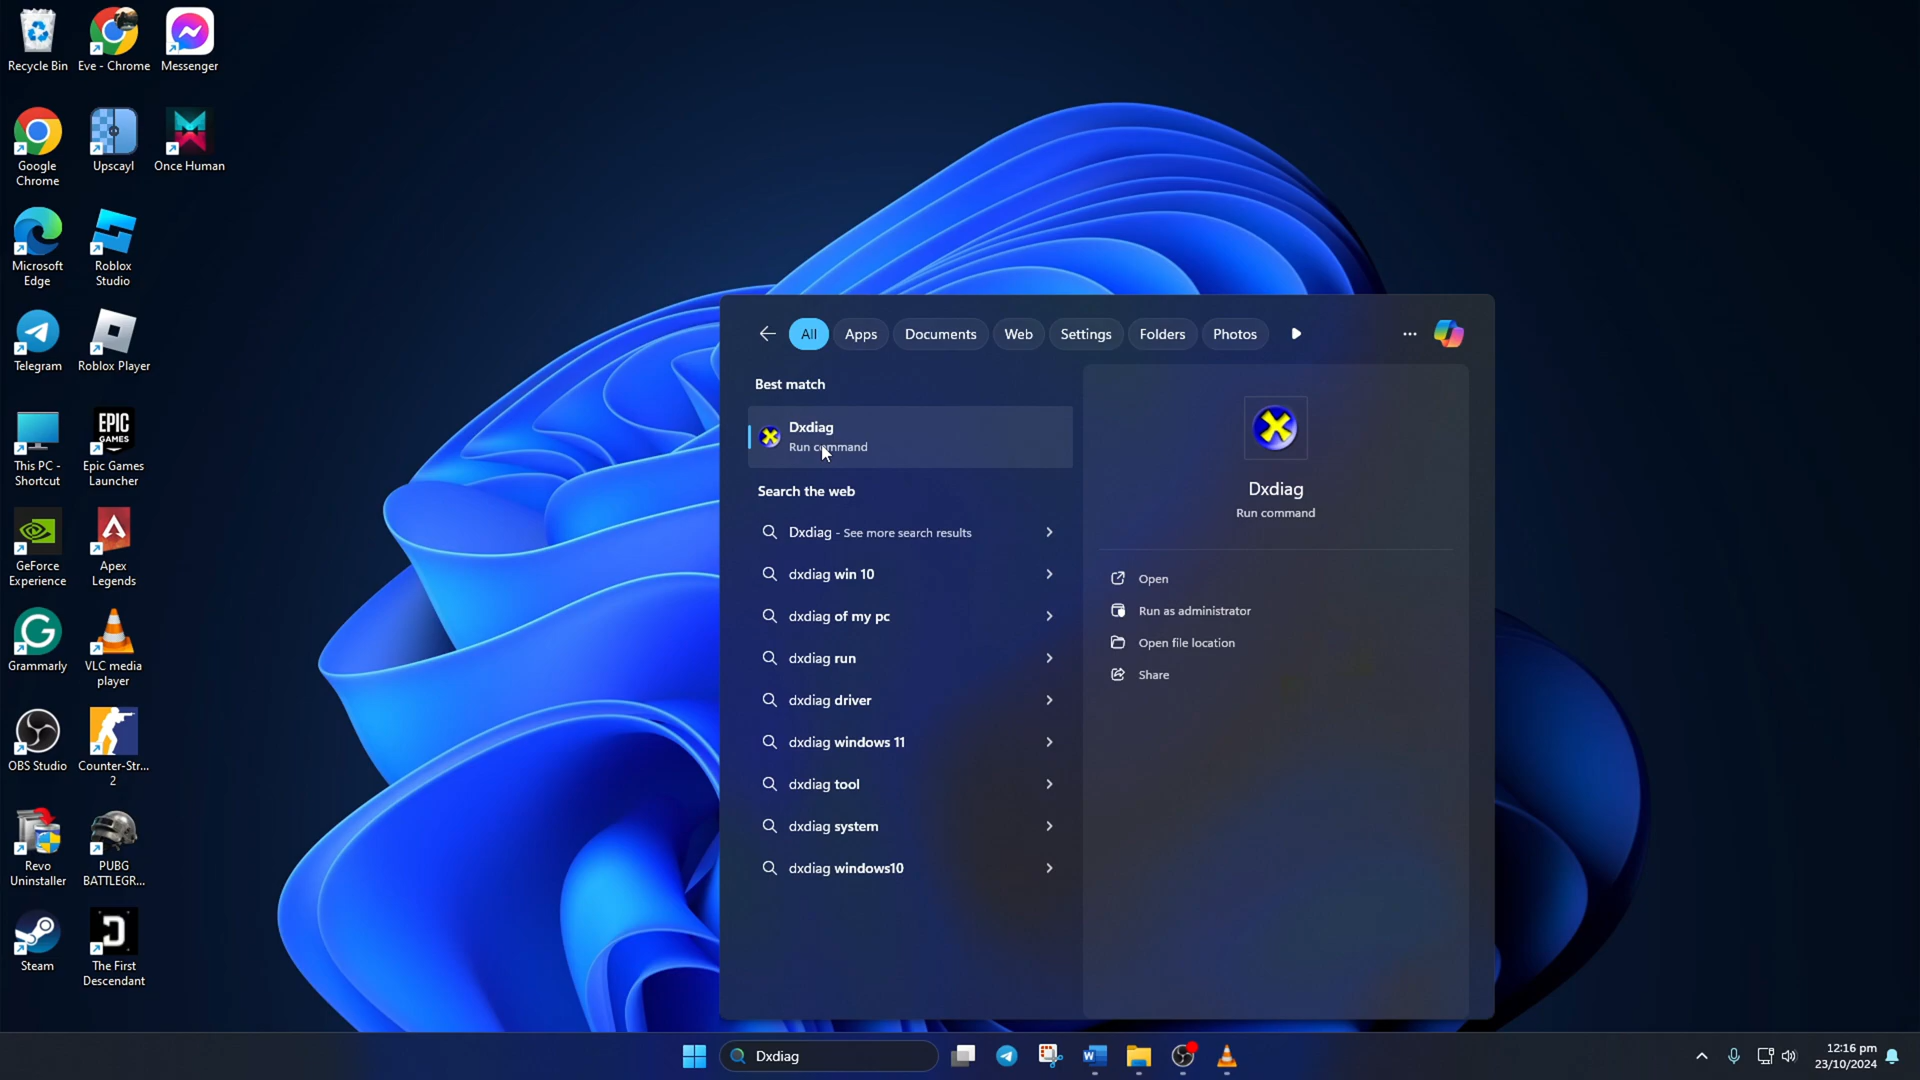 Recycle Bin
Eve - Chrome
Messenger
Google
Chrome
Upscayl
Once Human
Microsoft
Edge
Roblox
Studio
Telegram
Roblox Player
This PC -
Shortcut
EPIC
GAMES
Epic Games
Launcher
GeForce
Experience
Apex
Legends
Grammarly
VLC media
player
OBS Studio
Counter-Str...
2
Revo
Uninstaller
PUBG
BATTLEGR...
Steam
The First
Descendant
All
Apps
Documents
Web
Settings
Folders
Photos
Best match
Dxdiag
Run command
Search the web
Dxdiag - See more search results
dxdiag win 10
dxdiag of my pc
dxdiag run
dxdiag driver
dxdiag windows 11
dxdiag tool
dxdiag system
dxdiag windows10
Dxdiag
Run command
Open
Run as administrator
Open file location
Share
Dxdiag
12:16 pm
23/10/2024